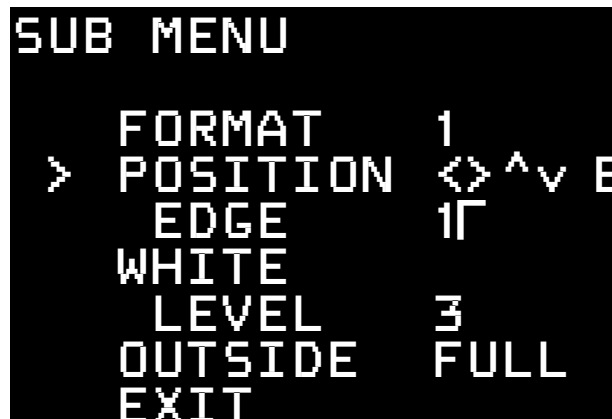 SUB MENU
FORMAT 1
> POSITION <>^v E
EDGE 1Γ
WHITE
LEVEL 3
OUTSIDE FULL
EXIT